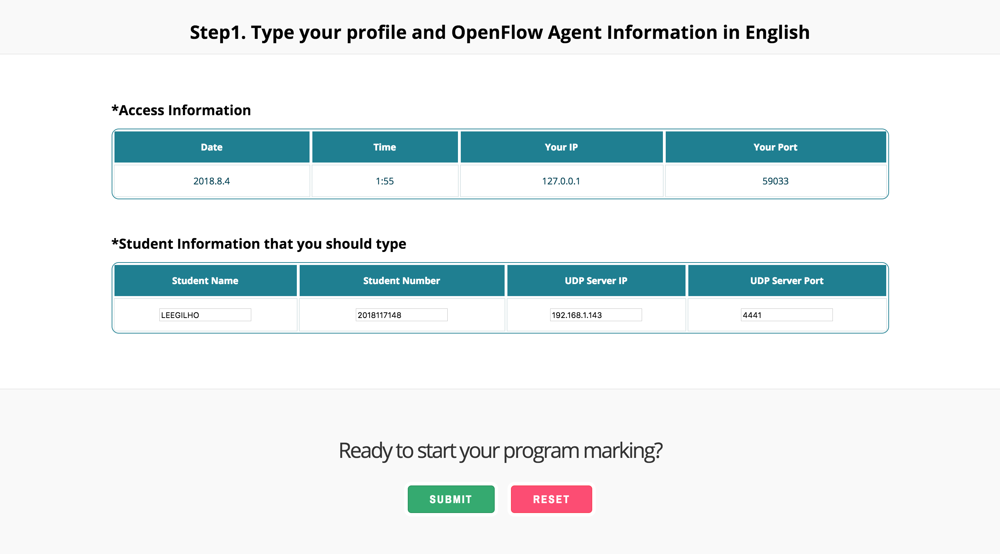 Step1. Type your profile and OpenFlow Agent Information in English
*Access Information
Date Time Your IP Your Port
2018.8.4 1:55 127.0.0.1 59033
*Student Information that you should type
Student Name Student Number UDP Server IP UDP Server Port
LEEGILHO 2018117148 192.168.1.143 4441
Ready to start your program marking?
SUBMIT RESET